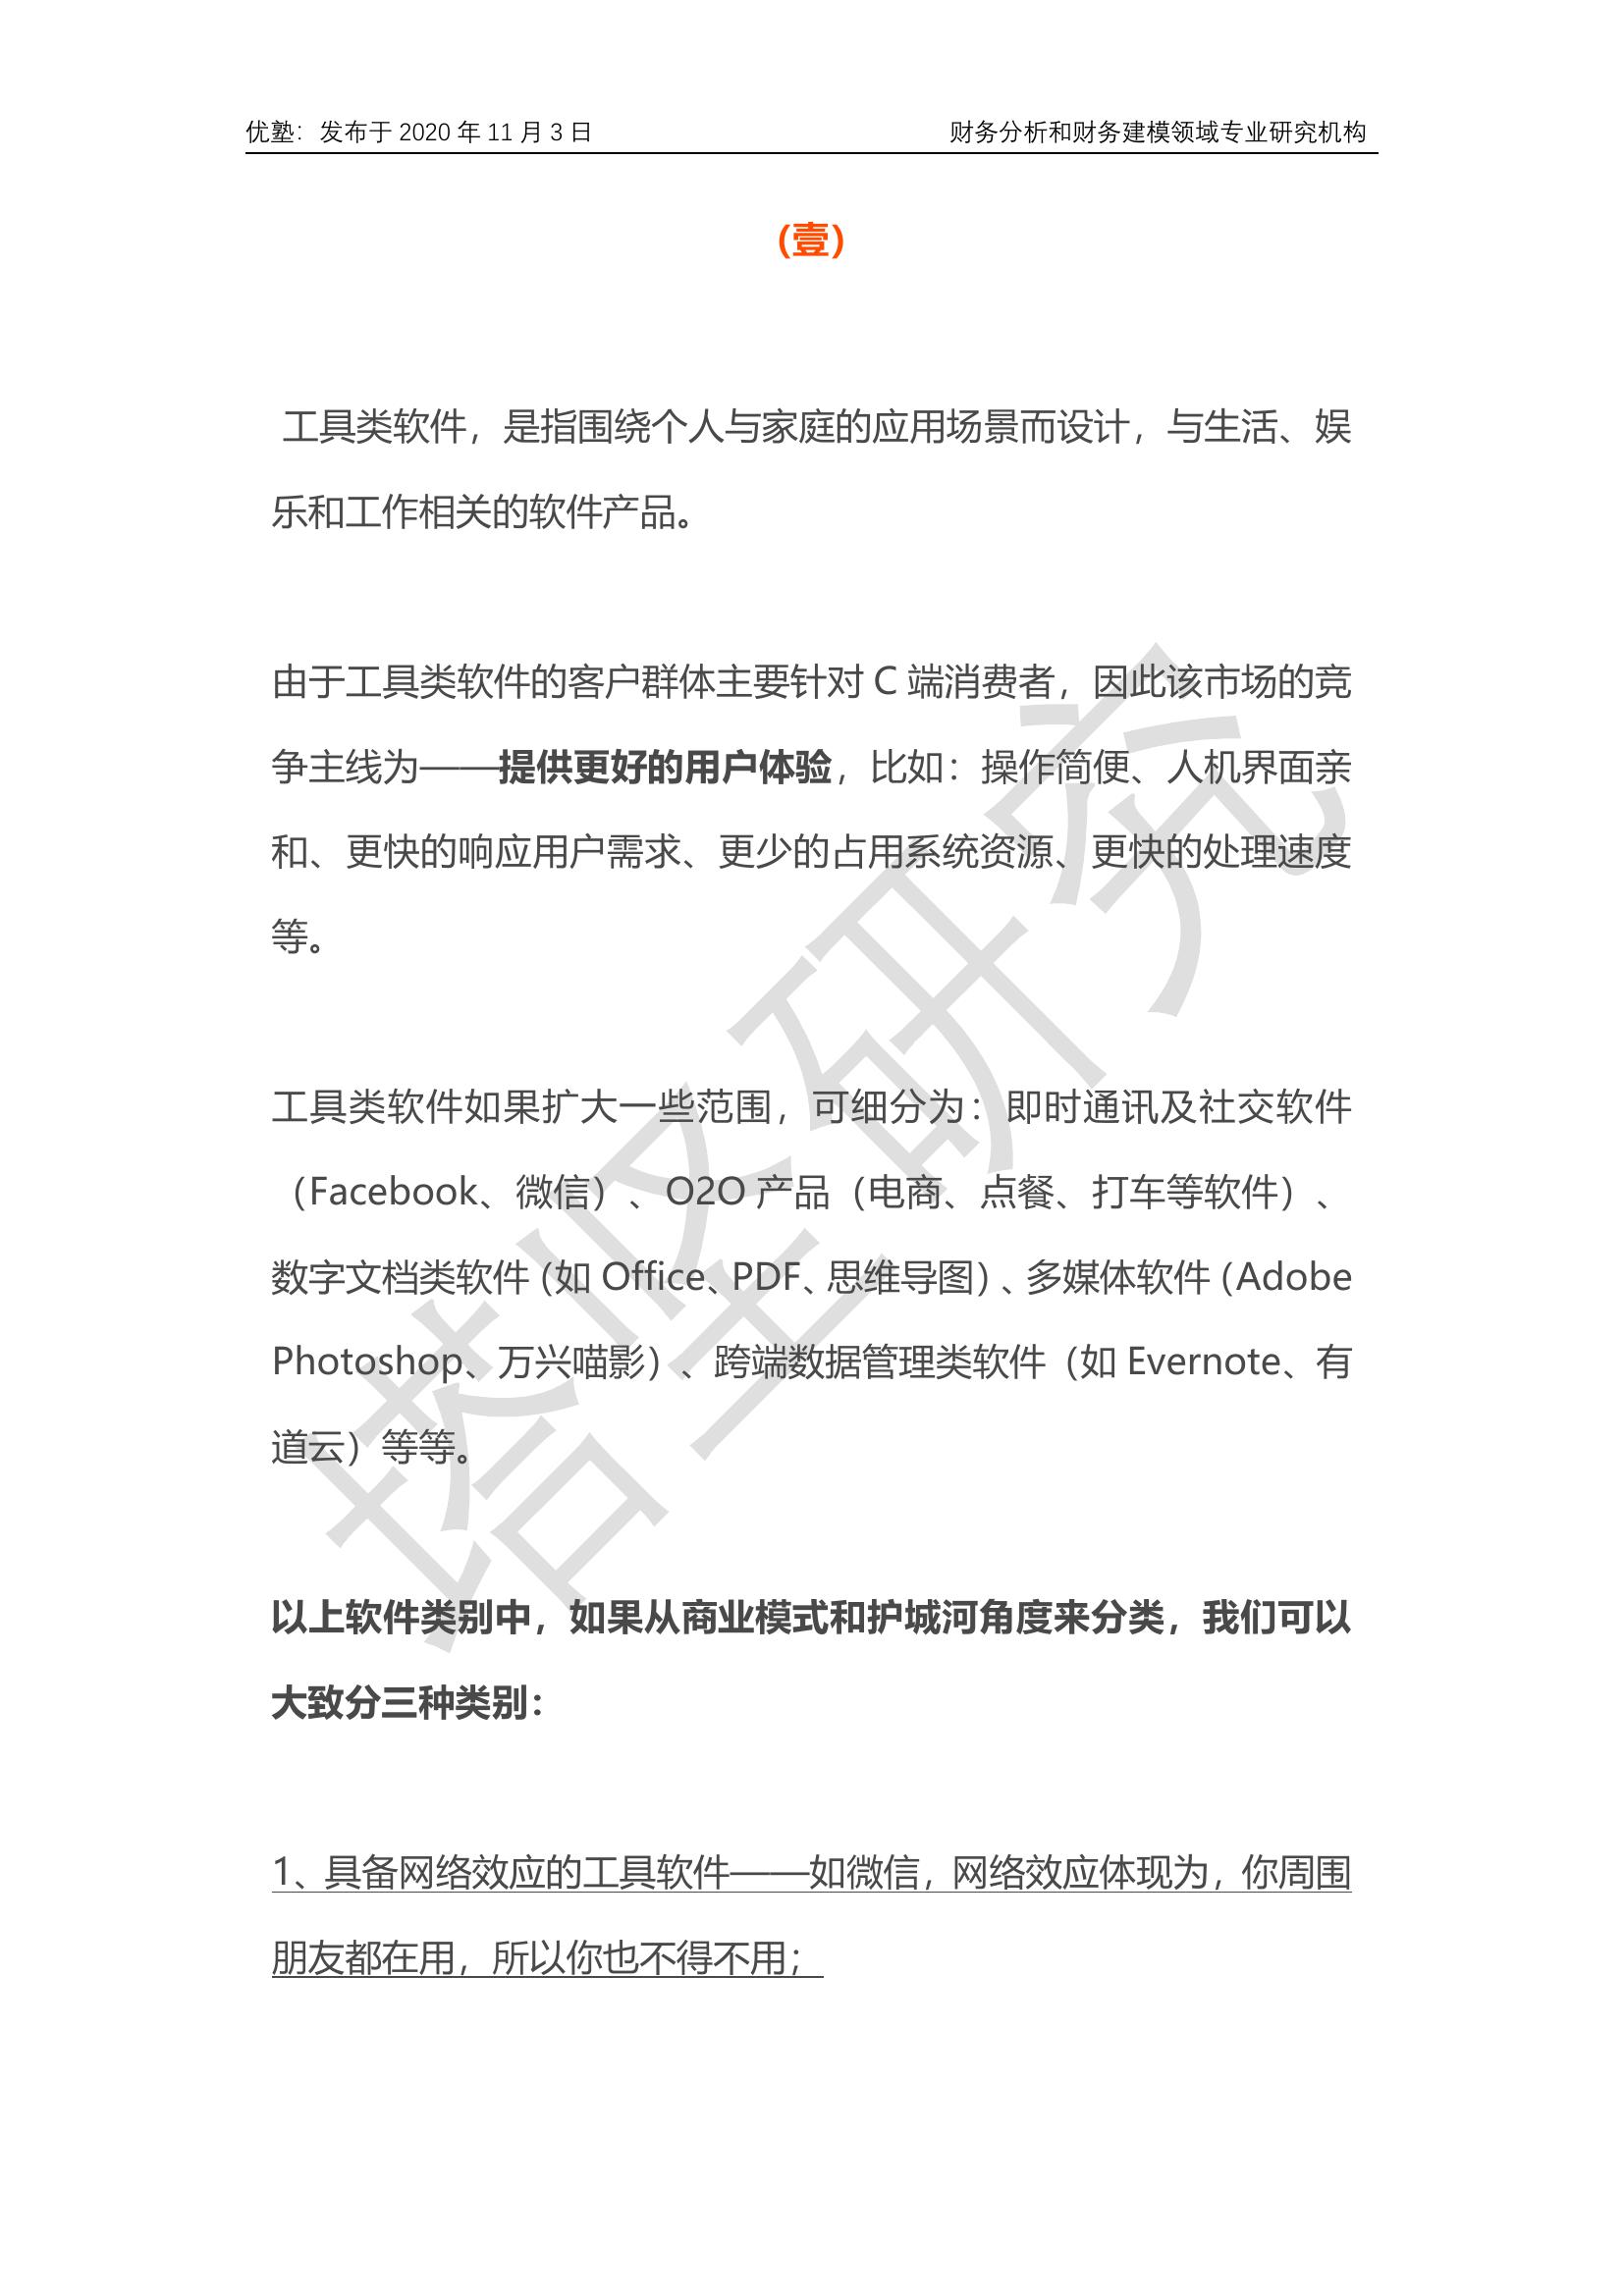 优塾：发布于 2020 年 11 月 3 日 财务分析和财务建模领域专业研究机构
（壹）
工具类软件，是指围绕个人与家庭的应用场景而设计，与生活、娱
乐和工作相关的软件产品。
由于工具类软件的客户群体主要针对 C 端消费者，因此该市场的竞
争主线为——提供更好的用户体验，比如：操作简便、人机界面亲
和、更快的响应用户需求、更少的占用系统资源、更快的处理速度
等。
工具类软件如果扩大一些范围，可细分为：即时通讯及社交软件
（Facebook、微信）、O2O 产品（电商、点餐、打车等软件）、
数字文档类软件（如 Office、PDF、思维导图）、多媒体软件（Adobe
Photoshop、万兴喵影）、跨端数据管理类软件（如 Evernote、有
道云）等等。
以上软件类别中，如果从商业模式和护城河角度来分类，我们可以
大致分三种类别：
1、具备网络效应的工具软件——如微信，网络效应体现为，你周围
朋友都在用，所以你也不得不用；
塔坚研究